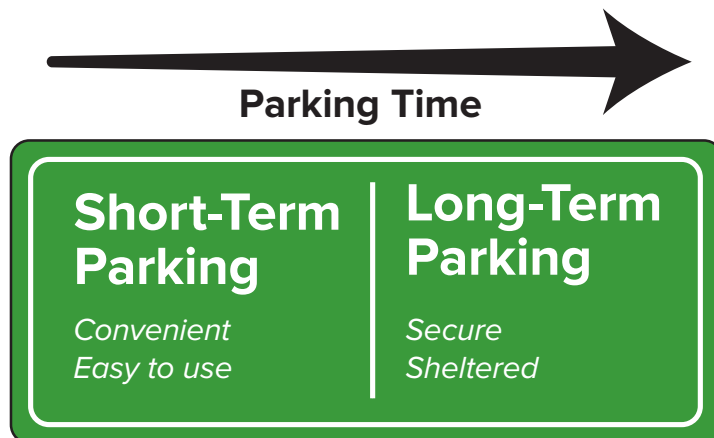 Parking Time
Short-Term
Parking
Convenient
Easy to use
Long-Term
Parking
Secure
Sheltered